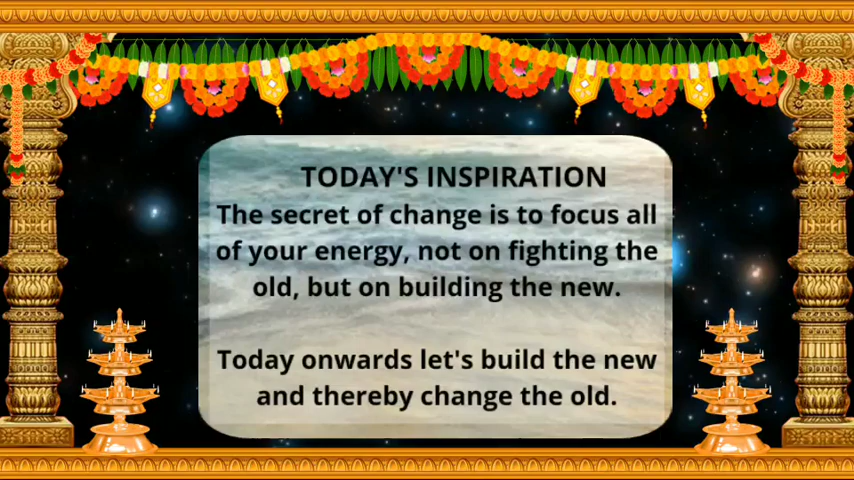 TODAY'S INSPIRATION
The secret of change is to focus all
of your energy, not on fighting the
old, but on building the new.
Today onwards let's build the new
and thereby change the old.